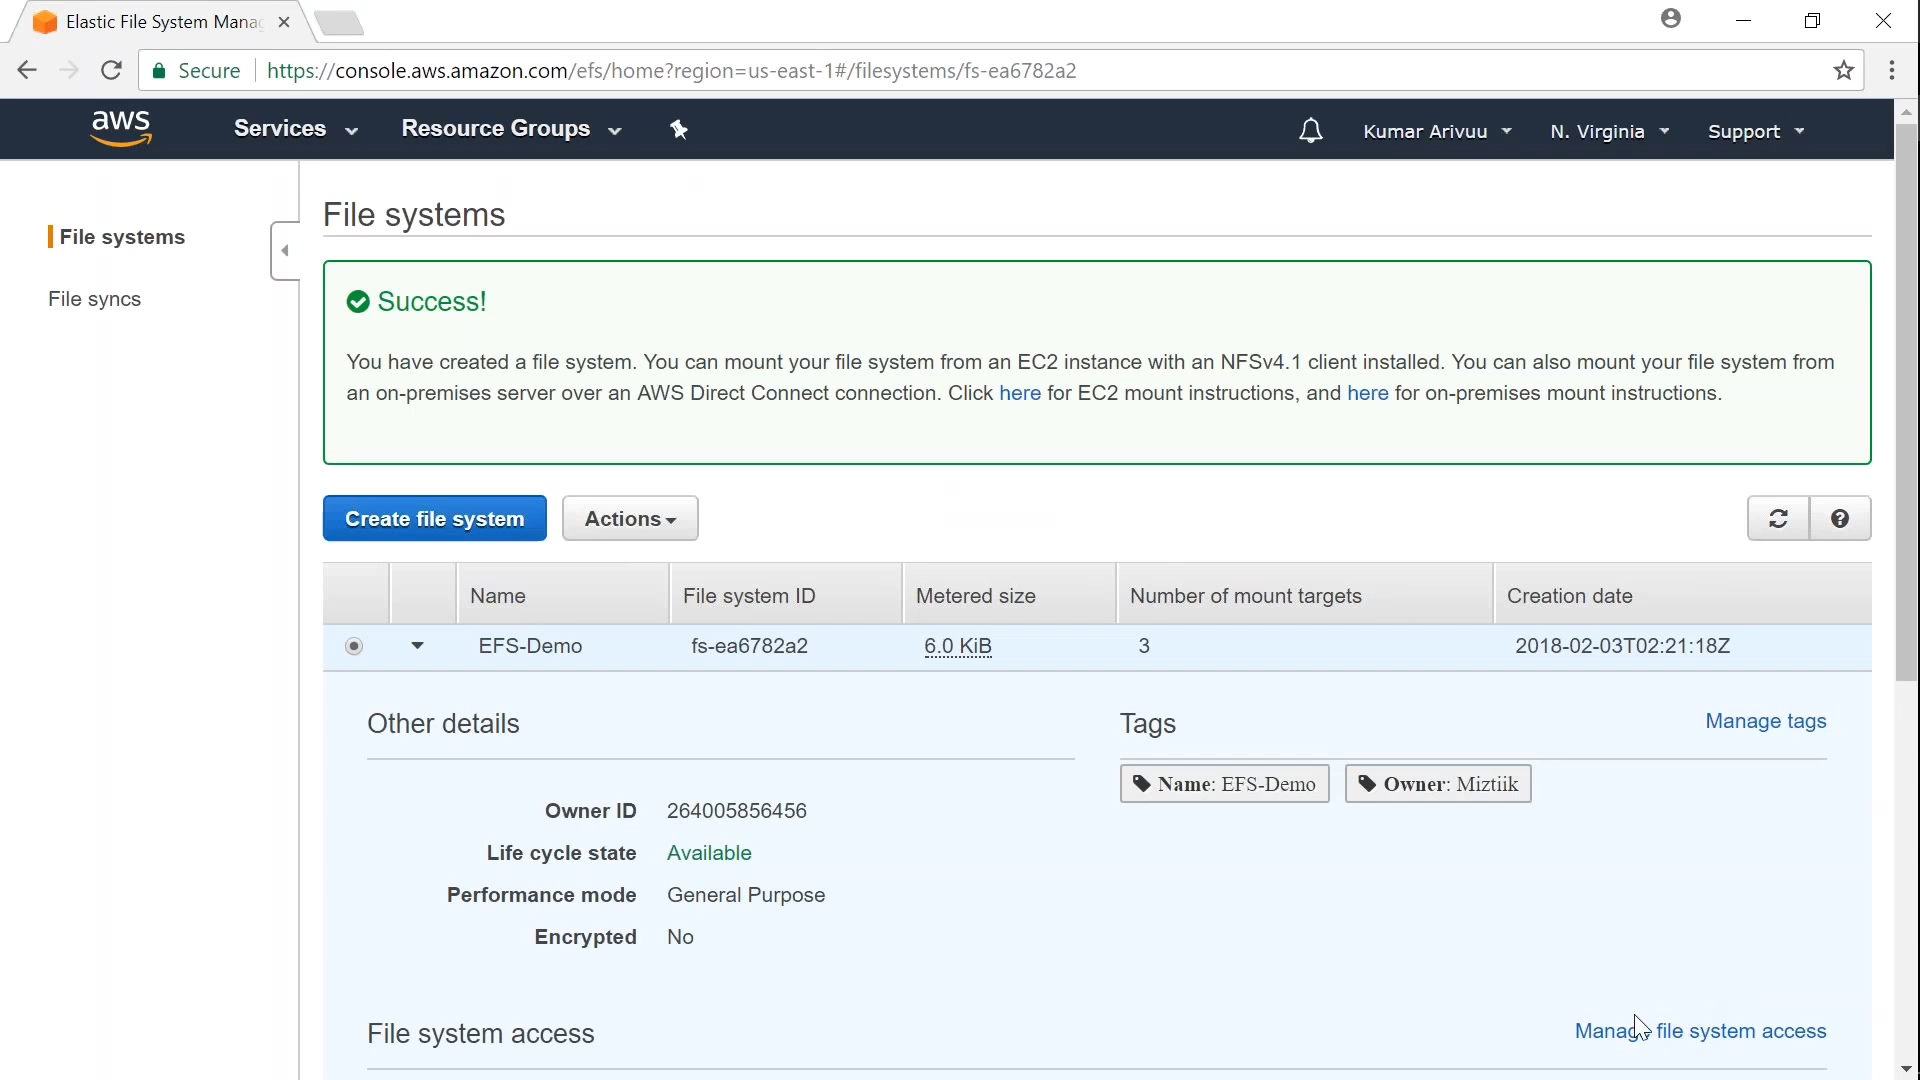 Elastic File System Mana
Secure https://console.aws.amazon.com/efs/home?region=us-east-1#/filesystems/fs-ea6782a2
aws Services Resource Groups Kumar Arivuu N. Virginia Support
File systems
File syncs
File systems
Success!
You have created a file system. You can mount your file system from an EC2 instance with an NFSv4.1 client installed. You can also mount your file system from
an on-premises server over an AWS Direct Connect connection. Click here for EC2 mount instructions, and here for on-premises mount instructions.
Create file system Actions
Name File system ID Metered size Number of mount targets Creation date
EFS-Demo fs-ea6782a2 6.0 KiB 3 2018-02-03T02:21:18Z
Other details
Owner ID 264005856456
Life cycle state Available
Performance mode General Purpose
Encrypted No
Tags Manage tags
Name: EFS-Demo Owner: Miztiik
File system access Manage file system access